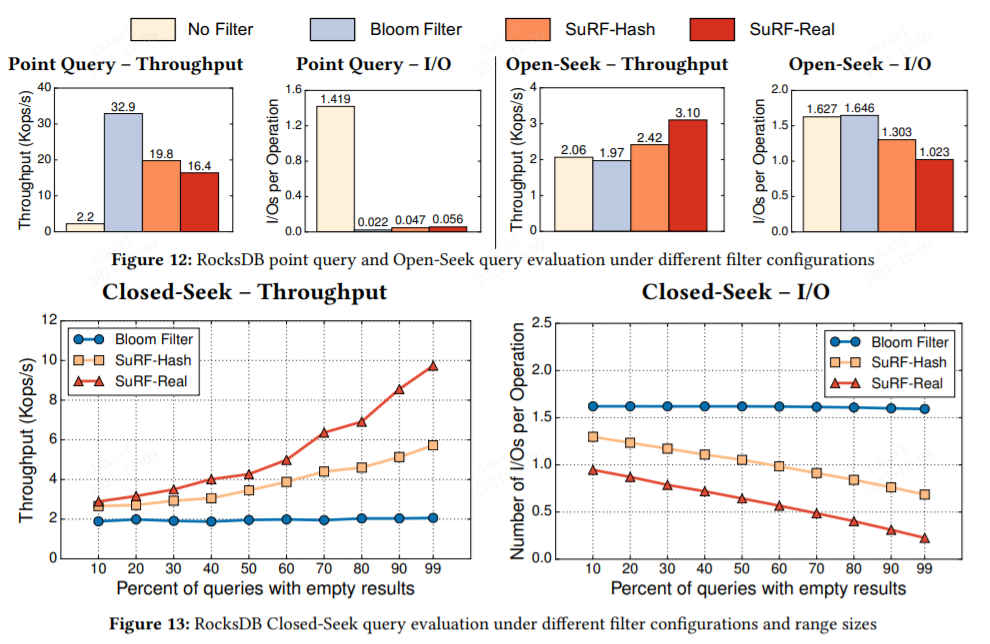 No Filter Bloom Filter SuRF-Hash SuRF-Real
Point Query – Throughput
Throughput (Kops/s)
40
30
20
10
0
2.2
32.9
19.8
16.4
Point Query – I/O
I/Os per Operation
1.6
1.2
0.8
0.4
0.0
1.419
0.022
0.047
0.056
Open-Seek – Throughput
Throughput (Kops/s)
4
3
2
1
0
2.06
1.97
2.42
3.10
Open-Seek – I/O
I/Os per Operation
2.0
1.5
1.0
0.5
0.0
1.627
1.646
1.303
1.023
Figure 12: RocksDB point query and Open-Seek query evaluation under different filter configurations
Closed-Seek – Throughput
Throughput (Kops/s)
12
10
8
6
4
2
0
Bloom Filter
SuRF-Hash
SuRF-Real
10 20 30 40 50 60 70 80 90 99
Percent of queries with empty results
Closed-Seek – I/O
Number of I/Os per Operation
2.5
2.0
1.5
1.0
0.5
0.0
Bloom Filter
SuRF-Hash
SuRF-Real
10 20 30 40 50 60 70 80 90 99
Percent of queries with empty results
Figure 13: RocksDB Closed-Seek query evaluation under different filter configurations and range sizes